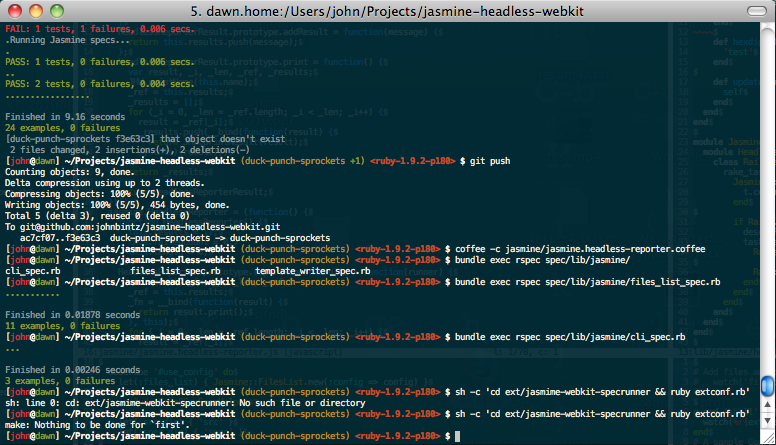 5. dawn.home:/Users/john/Projects/jasmine-headless-webkit
FAIL: 1 tests, 1 failures, 0.006 secs.
.Running Jasmine specs...
.
PASS: 1 tests, 0 failures, 0.006 secs.
..
PASS: 2 tests, 0 failures, 0.004 secs.
----------------
Finished in 9.16 seconds
24 examples, 0 failures
[duck-punch-sprockets f3e63c3] that object doesn't exist
2 files changed, 2 insertions(+), 2 deletions(-)
[john@dawn] ~/Projects/jasmine-headless-webkit (duck-punch-sprockets +1) <ruby-1.9.2-p180> $ git push
Counting objects: 9, done.
Delta compression using up to 2 threads.
Compressing objects: 100% (5/5), done.
Writing objects: 100% (5/5), 454 bytes, done.
Total 5 (delta 3), reused 0 (delta 0)
To git@github.com:johnbintz/jasmine-headless-webkit.git
ac7cf07..f3e63c3 duck-punch-sprockets -> duck-punch-sprockets
[john@dawn] ~/Projects/jasmine-headless-webkit (duck-punch-sprockets) <ruby-1.9.2-p180> $ coffee -c jasmine/jasmine.headless-reporter.coffee
[john@dawn] ~/Projects/jasmine-headless-webkit (duck-punch-sprockets) <ruby-1.9.2-p180> $ bundle exec rspec spec/lib/jasmine/
cli_spec.rb files_list_spec.rb template_writer_spec.rb
[john@dawn] ~/Projects/jasmine-headless-webkit (duck-punch-sprockets) <ruby-1.9.2-p180> $ bundle exec rspec spec/lib/jasmine/files_list_spec.rb
-----------
Finished in 0.01878 seconds
11 examples, 0 failures
[john@dawn] ~/Projects/jasmine-headless-webkit (duck-punch-sprockets) <ruby-1.9.2-p180> $ bundle exec rspec spec/lib/jasmine/cli_spec.rb
---
Finished in 0.00246 seconds
3 examples, 0 failures
[john@dawn] ~/Projects/jasmine-headless-webkit (duck-punch-sprockets) <ruby-1.9.2-p180> $ sh -c 'cd ext/jasmine-webkit-specrunner && ruby extconf.rb'
sh: line 0: cd: ext/jasmine-webkit-specrunner: No such file or directory
[john@dawn] ~/Projects/jasmine-headless-webkit (duck-punch-sprockets) <ruby-1.9.2-p180> $ sh -c 'cd ext/jasmine-webkit-specrunner && ruby extconf.rb'
make: Nothing to be done for `first'.
[john@dawn] ~/Projects/jasmine-headless-webkit (duck-punch-sprockets) <ruby-1.9.2-p180> $